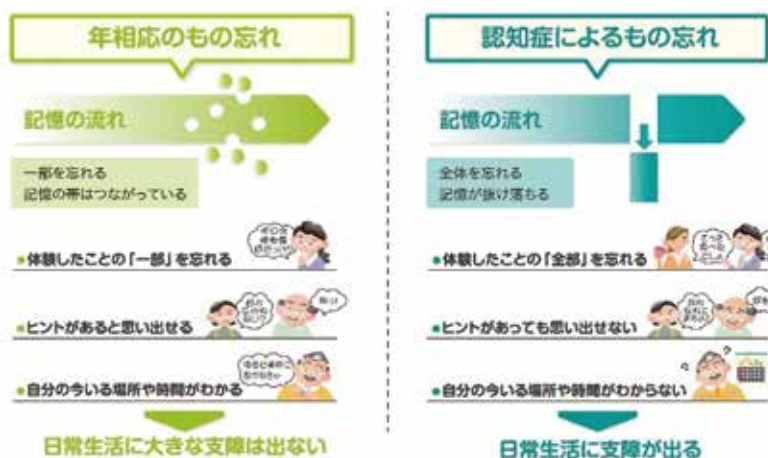 年相応のもの忘れ
記憶の流れ
一部を忘れる
記憶の帯はつながっている
●体験したことの「一部」を忘れる
●ヒントがあると思い出せる
●自分の今いる場所や時間がわかる
日常生活に大きな支障は出ない
認知症によるもの忘れ
記憶の流れ
全体を忘れる
記憶が抜け落ちる
●体験したことの「全部」を忘れる
●ヒントがあっても思い出せない
●自分の今いる場所や時間がわからない
日常生活に支障が出る